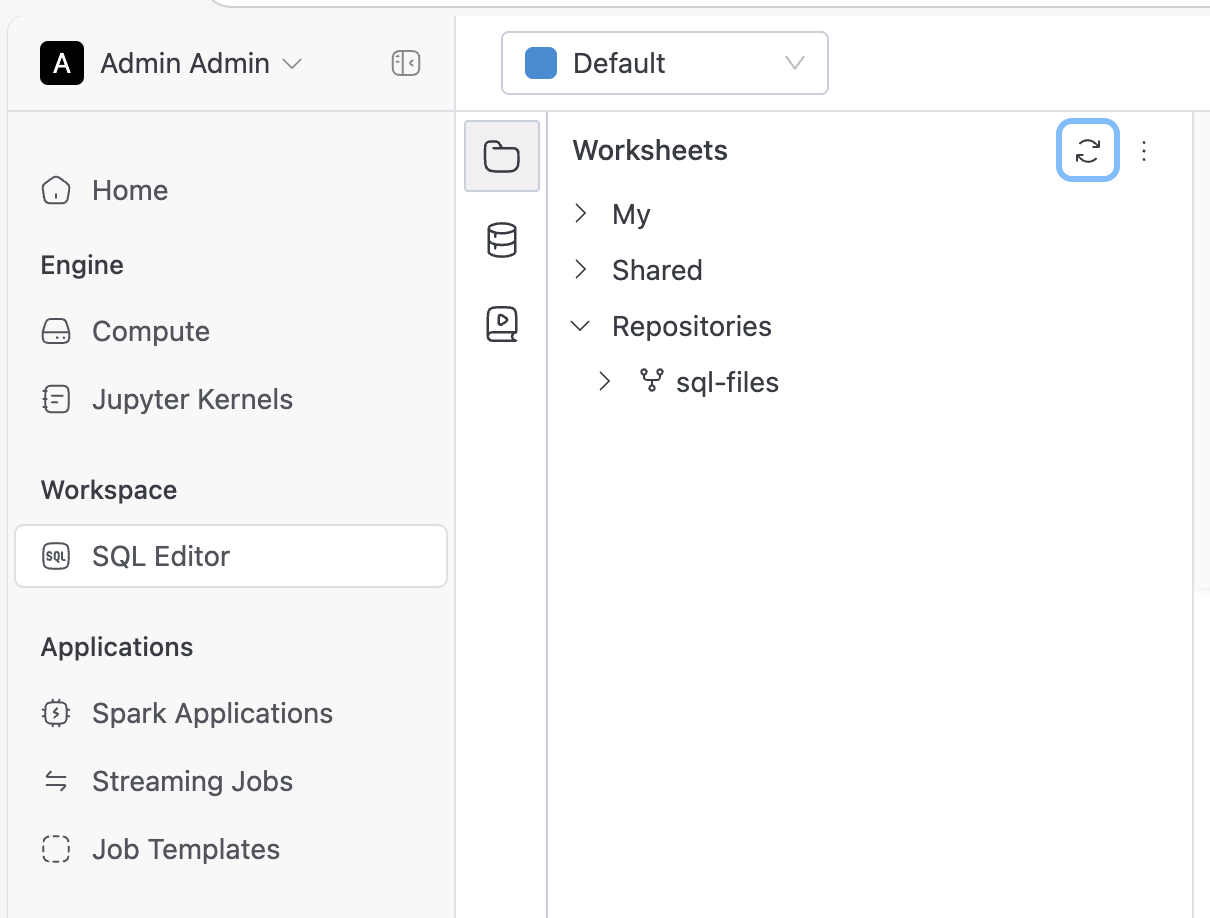 A Admin Admin
Default
Home
Engine
Compute
Jupyter Kernels
Workspace
SQL SQL Editor
Applications
Spark Applications
Streaming Jobs
Job Templates
Worksheets
My
Shared
Repositories
sql-files